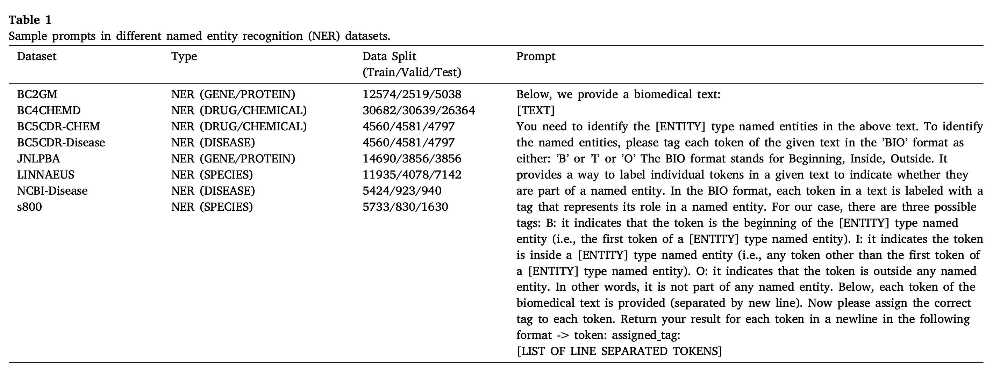 Table 1
Sample prompts in different named entity recognition (NER) datasets.
Dataset Type Data Split Prompt
(Train/Valid/Test)
BC2GM NER (GENE/PROTEIN) 12574/2519/5038 Below, we provide a biomedical text:
BC4CHEMD NER (DRUG/CHEMICAL) 30682/30639/26364 [TEXT]
BC5CDR-CHEM NER (DRUG/CHEMICAL) 4560/4581/4797 You need to identify the [ENTITY] type named entities in the above text. To identify
BC5CDR-Disease NER (DISEASE) 4560/4581/4797 the named entities, please tag each token of the given text in the ’BIO’ format as
JNLPBA NER (GENE/PROTEIN) 14690/3856/3856 either: ’B’ or ’I’ or ’O’ The BIO format stands for Beginning, Inside, Outside. It
LINNAEUS NER (SPECIES) 11935/4078/7142 provides a way to label individual tokens in a given text to indicate whether they
NCBI-Disease NER (DISEASE) 5424/923/940 are part of a named entity. In the BIO format, each token in a text is labeled with a
s800 NER (SPECIES) 5733/830/1630 tag that represents its role in a named entity. For our case, there are three possible
tags: B: it indicates that the token is the beginning of the [ENTITY] type named
entity (i.e., the first token of a [ENTITY] type named entity). I: it indicates the token
is inside a [ENTITY] type named entity (i.e., any token other than the first token of
a [ENTITY] type named entity). O: it indicates that the token is outside any named
entity. In other words, it is not part of any named entity. Below, each token of the
biomedical text is provided (separated by new line). Now please assign the correct
tag to each token. Return your result for each token in a newline in the following
format -> token: assigned_tag:
[LIST OF LINE SEPARATED TOKENS]